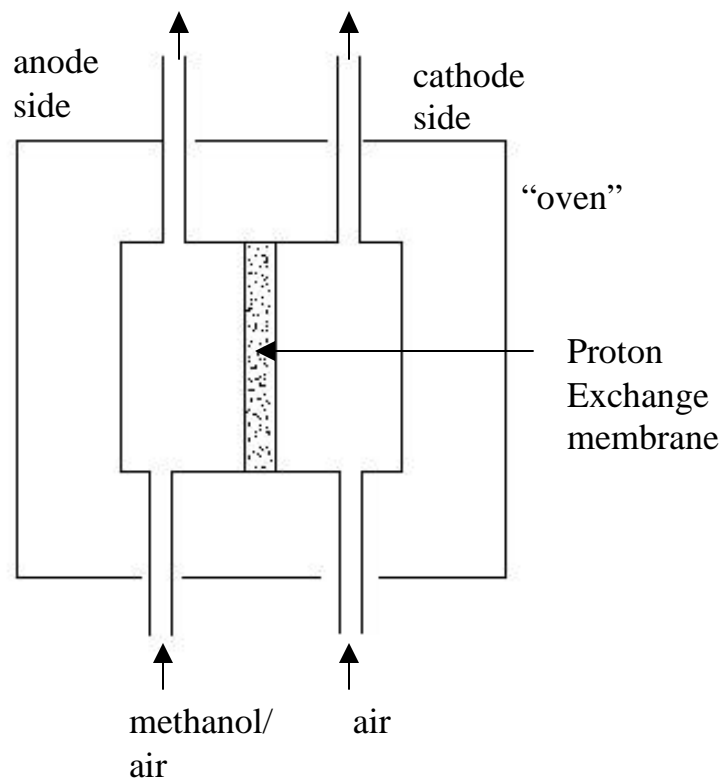 anode
side
cathode
side
“oven”
Proton
Exchange
membrane
methanol/
air
air